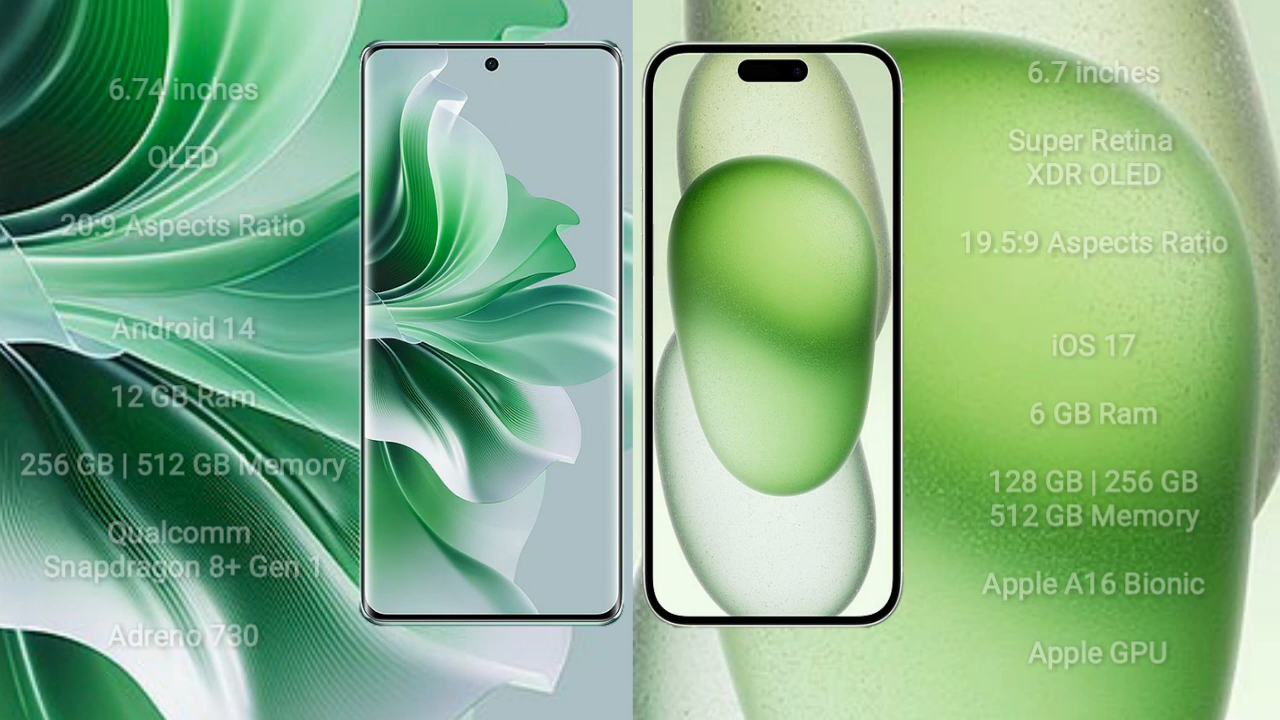 6.74 inches
OLED
20:9 Aspects Ratio
Android 14
12 GB Ram
256 GB | 512 GB Memory
Qualcomm
Snapdragon 8+ Gen 1
Adreno 730
6.7 inches
Super Retina
XDR OLED
19.5:9 Aspects Ratio
iOS 17
6 GB Ram
128 GB | 256 GB
512 GB Memory
Apple A16 Bionic
Apple GPU